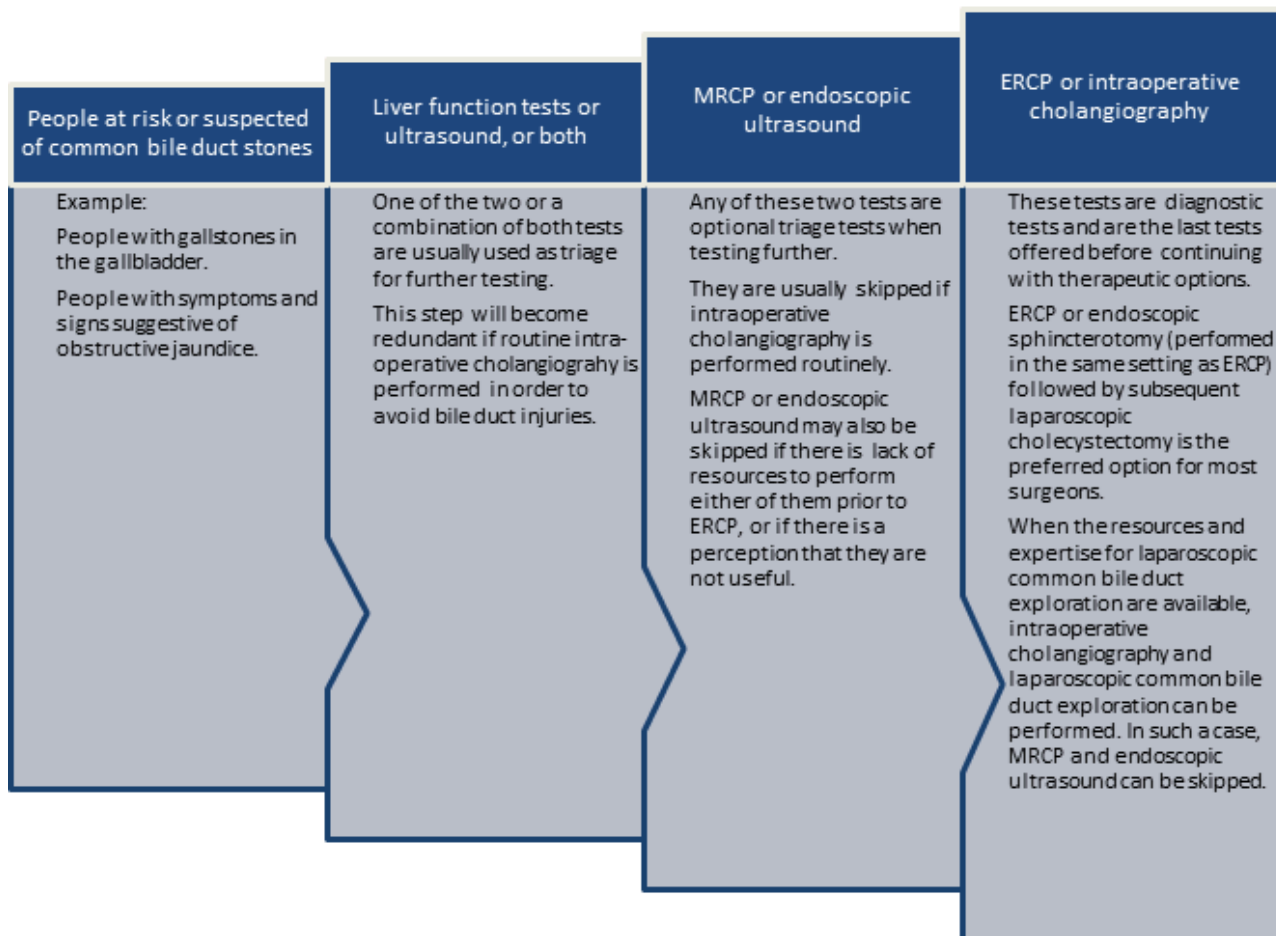 People at risk or suspected
of common bile duct stones
Example:
People with gallstones in
the gallbladder.
People with symptoms and
signs suggestive of
obstructive jaundice.
Liver function tests or
ultrasound, or both
One of the two or a
combination of both tests
are usually used as triage
for further testing.
This step will become
redundant if routine intra-
operative cholangiograhy is
performed in order to
avoid bile duct injuries.
MRCP or endoscopic
ultrasound
Any of these two tests are
optional triage tests when
testing further.
They are usually skipped if
intraoperative
cholangiography is
performed routinely.
MRCP or endoscopic
ultrasound may also be
skipped if there is lack of
resources to perform
either of them prior to
ERCP, or if there is a
perception that they are
not useful.
ERCP or intraoperative
cholangiography
These tests are diagnostic
tests and are the last tests
offered before continuing
with therapeutic options.
ERCP or endoscopic
sphincterotomy (performed
in the same setting as ERCP)
followed by subsequent
laparoscopic
cholecystectomy is the
preferred option for most
surgeons.
When the resources and
expertise for laparoscopic
common bile duct
exploration are available,
intraoperative
cholangiography and
laparoscopic common bile
duct exploration can be
performed. In such a case,
MRCP and endoscopic
ultrasound can be skipped.